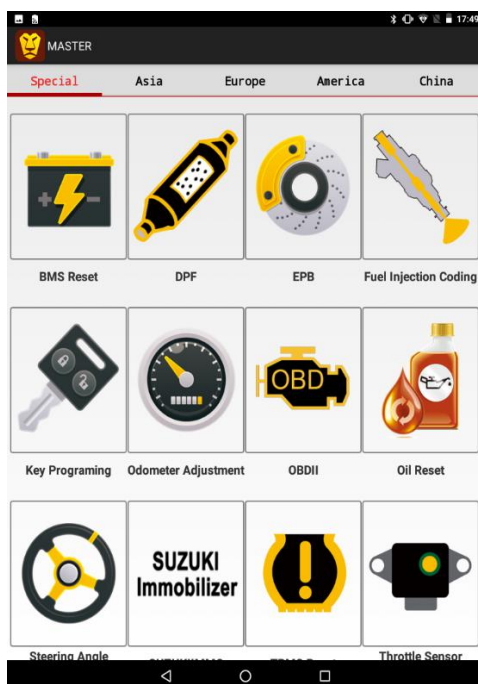 17:49
MASTER
Special Asia Europe America China
BMS Reset DPF EPB Fuel Injection Coding
OBD
Key Programing Odometer Adjustment OBDII Oil Reset
SUZUKI
Immobilizer
Steering Angle Throttle Sensor